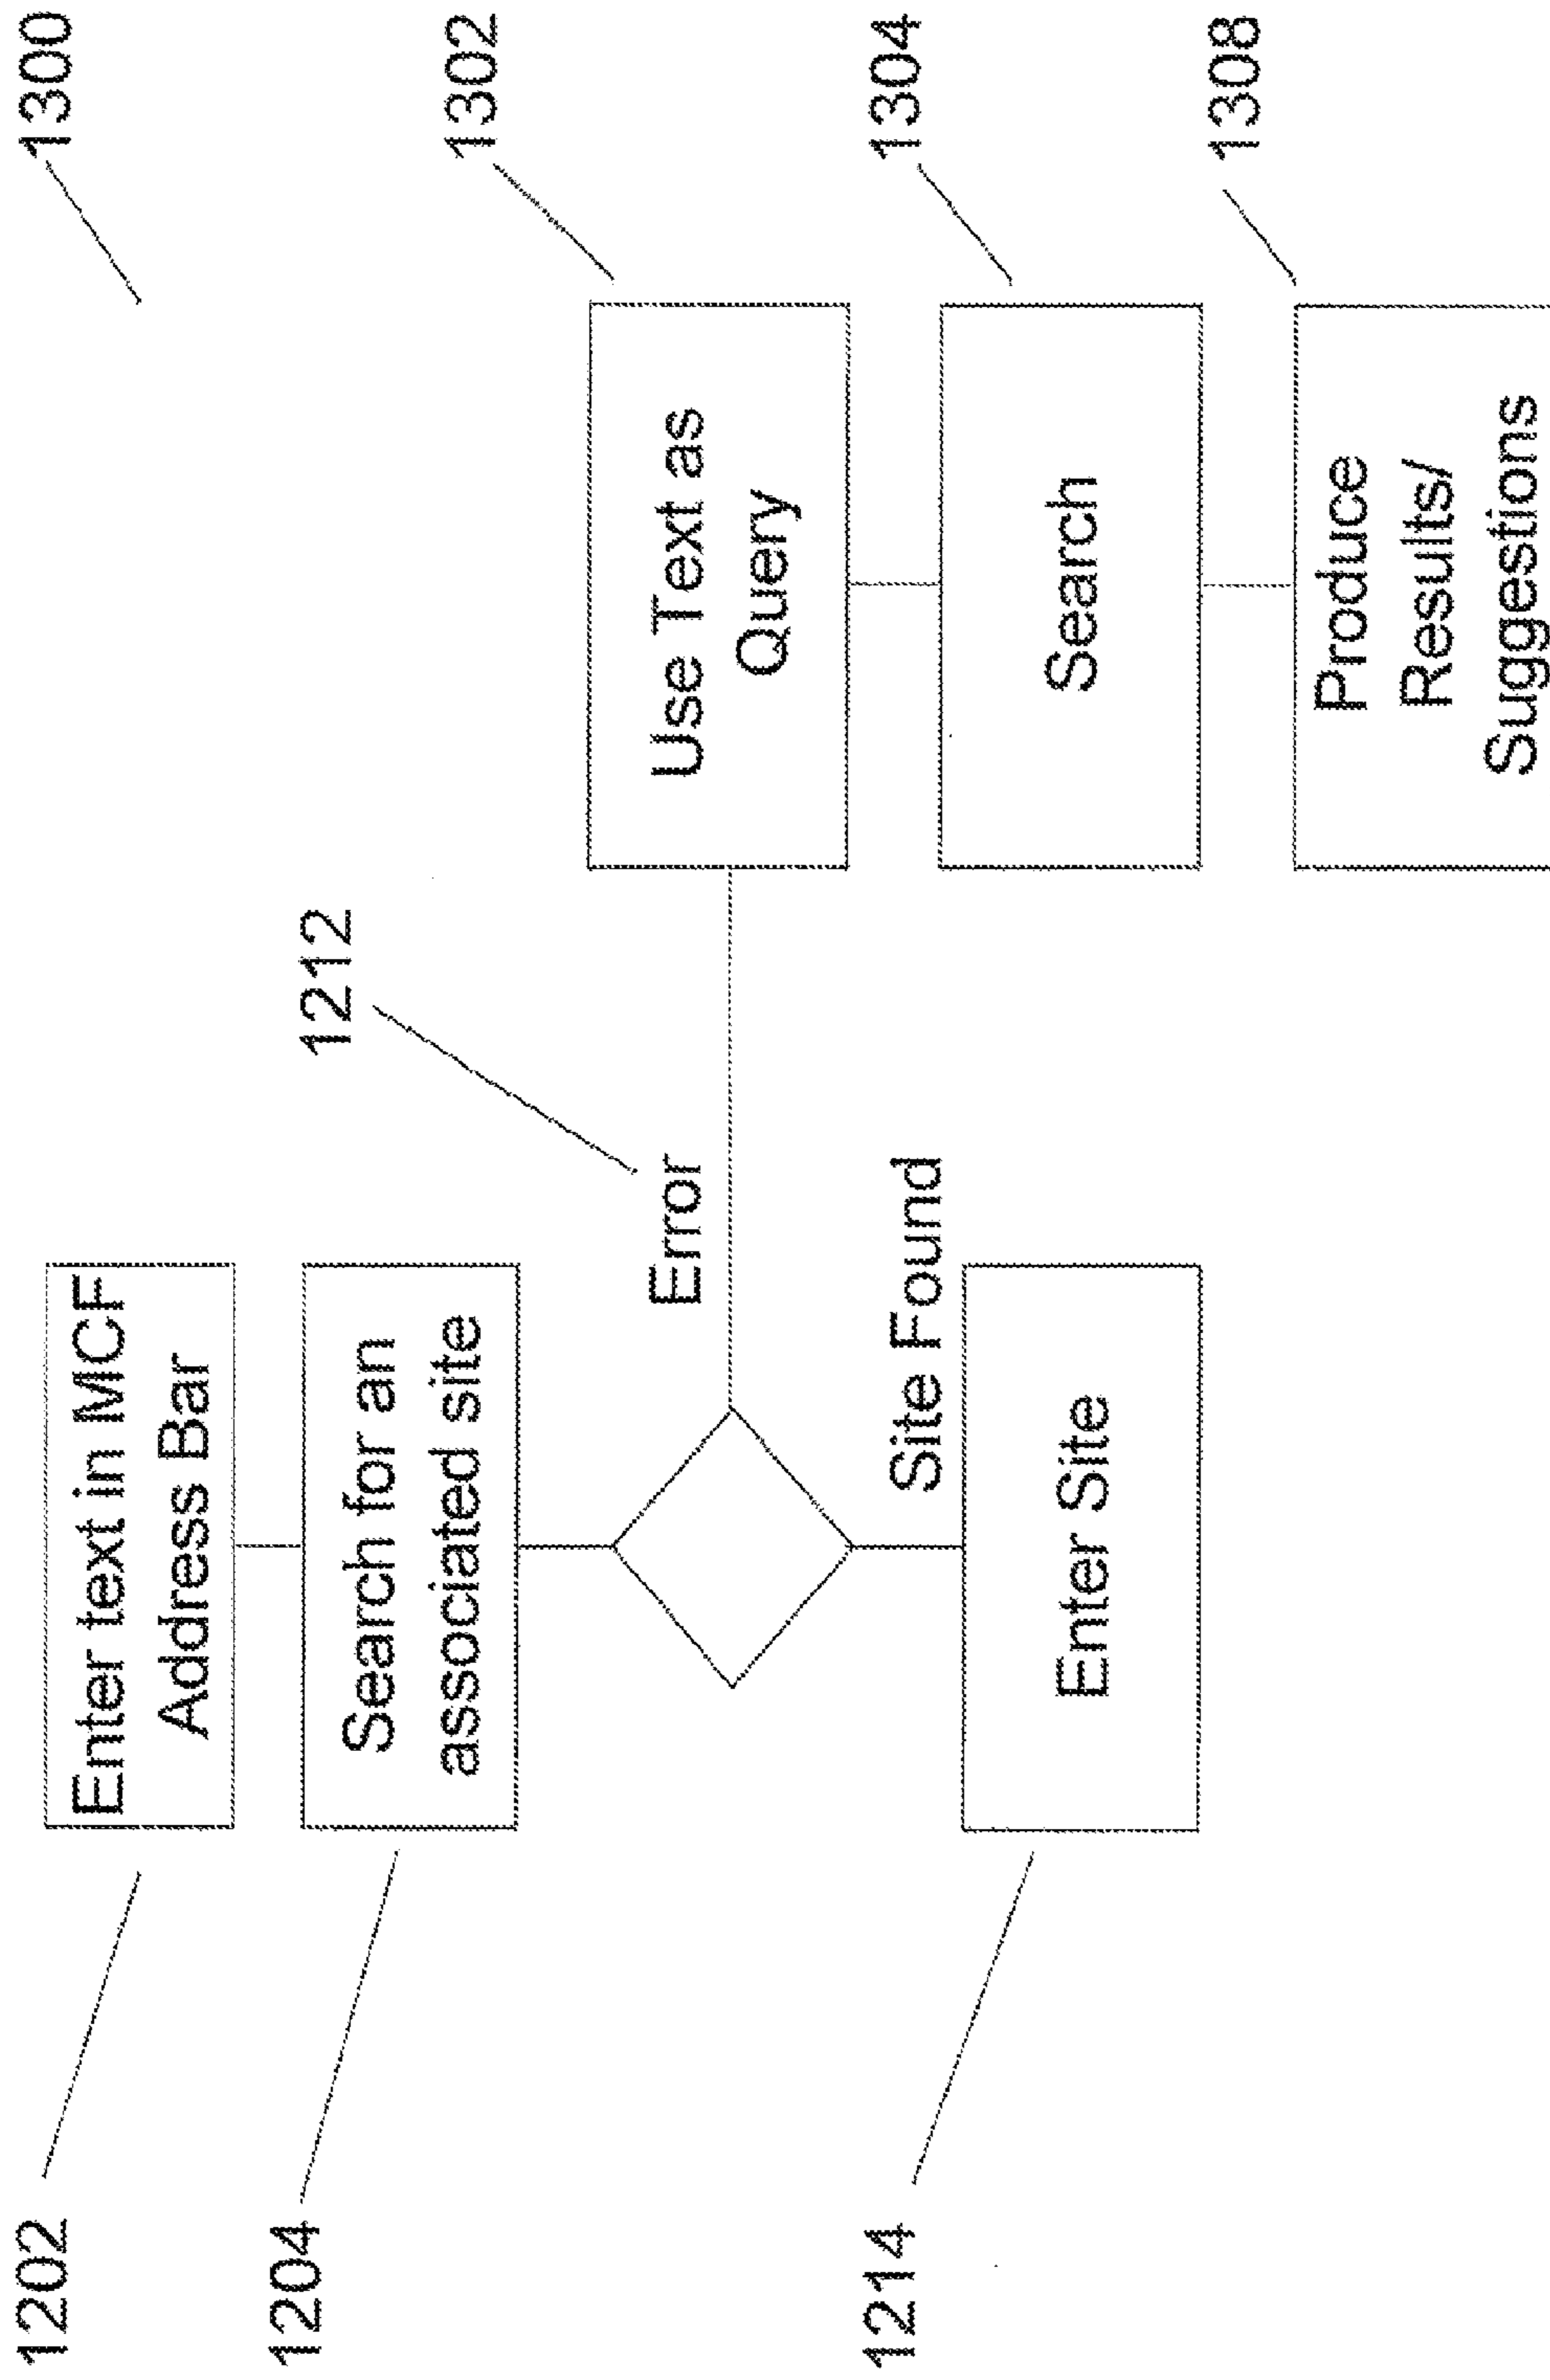 1300
1202
Enter text in MCF
Address Bar
1204
Search for an
associated site
1212
Error
1302
Use Text as
Query
1304
Search
Site Found
1214
Enter Site
1308
Produce
Results/
Suggestions